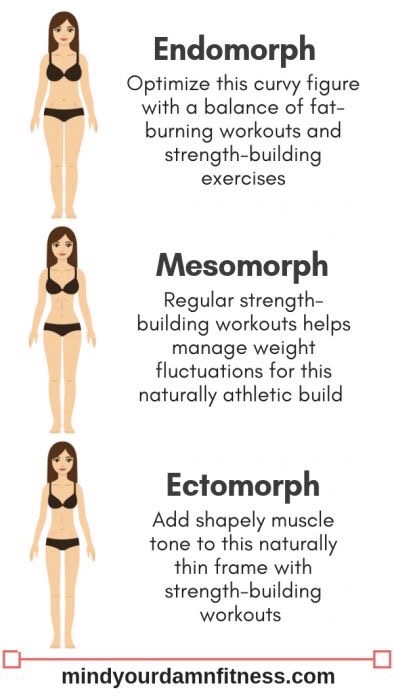 Endomorph
Optimize this curvy figure
with a balance of fat-
burning workouts and
strength-building
exercises
Mesomorph
Regular strength-
building workouts helps
manage weight
fluctuations for this
naturally athletic build
Ectomorph
Add shapely muscle
tone to this naturally
thin frame with
strength-building
workouts
mindyourdamnfitness.com